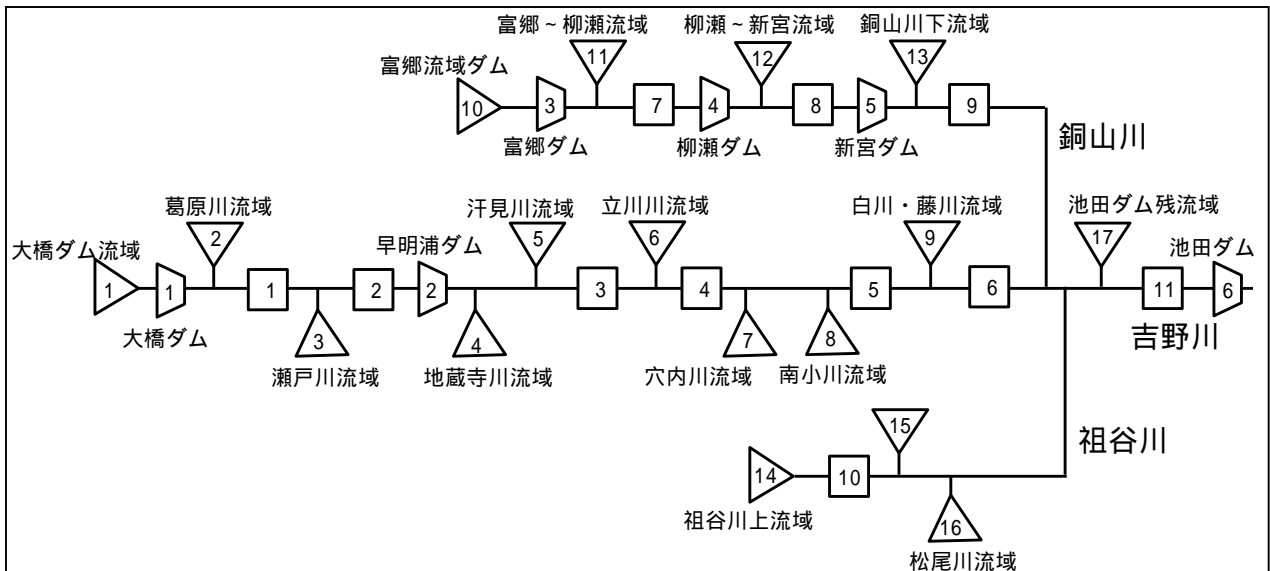 富郷～柳瀬流域
柳瀬～新宮流域
銅山川下流域
11
12
13
富郷流域ダム
10
3
7
4
8
5
9
富郷ダム
柳瀬ダム
新宮ダム
銅山川
葛原川流域
汗見川流域
立川川流域
白川・藤川流域
池田ダム残流域
大橋ダム流域
早明浦ダム
池田ダム
2
5
6
9
17
1
1
1
2
2
3
4
5
6
11
6
大橋ダム
吉野川
3
4
7
8
瀬戸川流域
地蔵寺川流域
穴内川流域
南小川流域
15
祖谷川
14
10
祖谷川上流域
16
松尾川流域